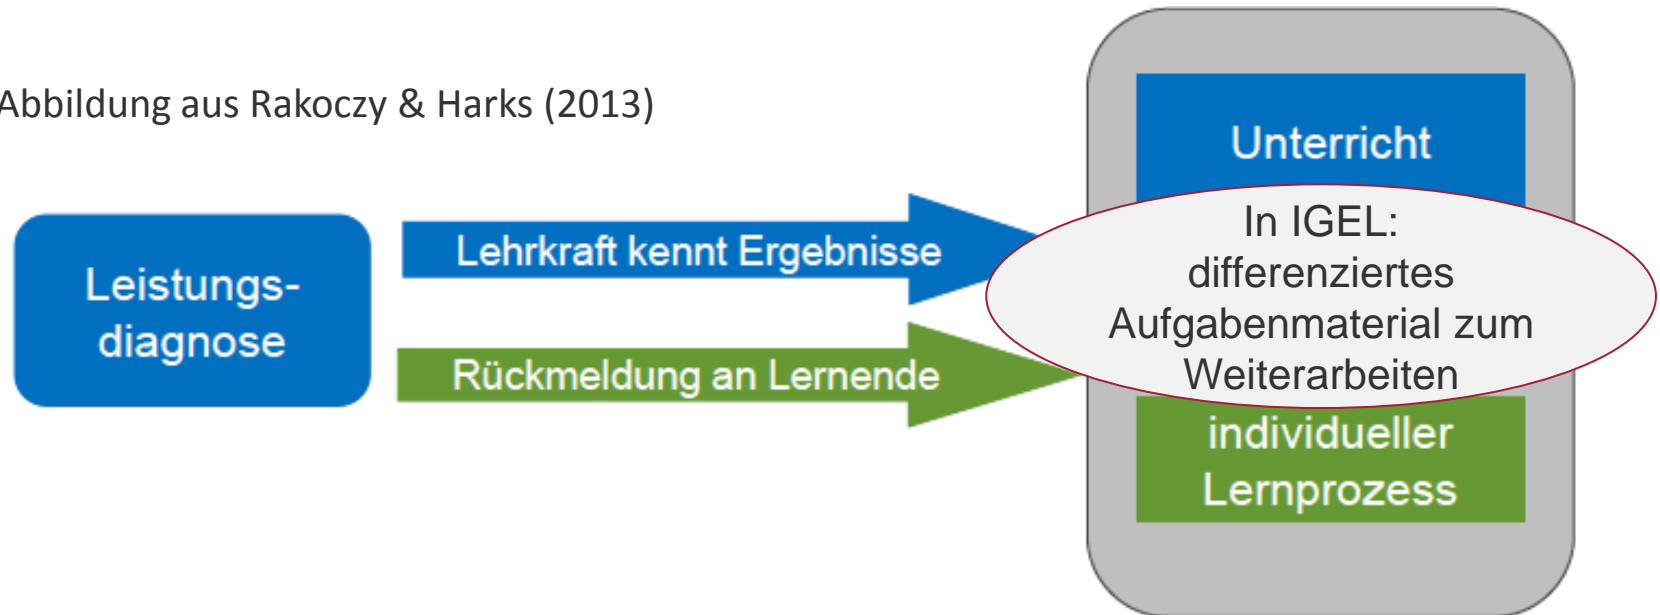 Abbildung aus Rakoczy & Harks (2013)
Leistungs-
diagnose
Lehrkraft kennt Ergebnisse
Rückmeldung an Lernende
Unterricht
In IGEL:
differenziertes
Aufgabenmaterial zum
Weiterarbeiten
individueller
Lernprozess